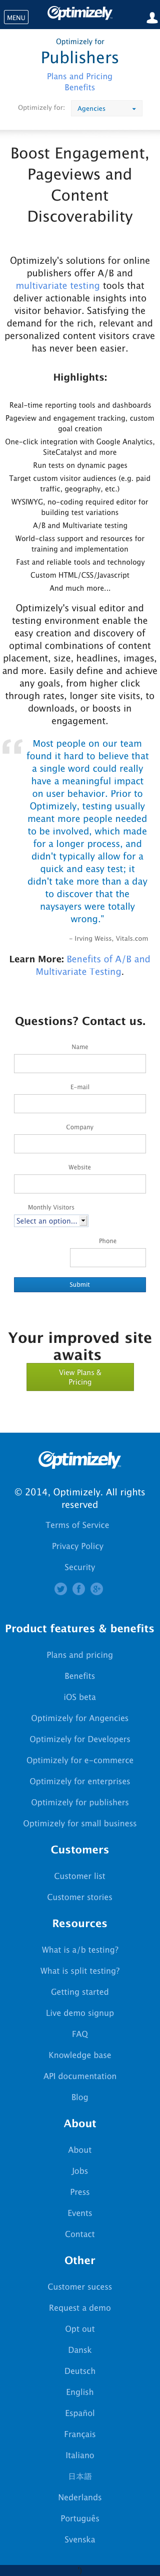 MENU
Optimizely
Optimizely for
Publishers
Plans and Pricing
Benefits
Optimizely for:
Agencies
Boost Engagement,
Pageviews and
Content
Discoverability
Optimizely's solutions for online
publishers offer A/B and
multivariate testing tools that
deliver actionable insights into
visitor behavior. Satisfying the
demand for the rich, relevant and
personalized content visitors crave
has never been easier.
Highlights:
Real-time reporting tools and dashboards
Pageview and engagement tracking, custom
goal creation
One-click integration with Google Analytics,
SiteCatalyst and more
Run tests on dynamic pages
Target custom visitor audiences (e.g. paid
traffic, geography, etc.)
WYSIWYG, no-coding required editor for
building test variations
A/B and Multivariate testing
World-class support and resources for
training and implementation
Fast and reliable tools and technology
Custom HTML/CSS/Javascript
And much more...
Optimizely's visual editor and
testing environment enable the
easy creation and discovery of
optimal combinations of content
placement, size, headlines, images,
and more. Easily define and achieve
any goals, from higher click
through rates, longer site visits, to
downloads, or boosts in
engagement.
Most people on our team
found it hard to believe that
a single word could really
have a meaningful impact
on user behavior. Prior to
Optimizely, testing usually
meant more people needed
to be involved, which made
for a longer process, and
didn't typically allow for a
quick and easy test; it
didn't take more than a day
to discover that the
naysayers were totally
wrong."
- Irving Weiss, Vitals.com
Learn More: Benefits of A/B and
Multivariate Testing.
Questions? Contact us.
Name
E-mail
Company
Website
Monthly Visitors
Select an option...
Phone
Submit
Your improved site
awaits
View Plans &
Pricing
Optimizely
© 2014, Optimizely. All rights
reserved
Terms of Service
Privacy Policy
Security
Product features & benefits
Plans and pricing
Benefits
iOS beta
Optimizely for Angencies
Optimizely for Developers
Optimizely for e-commerce
Optimizely for enterprises
Optimizely for publishers
Optimizely for small business
Customers
Customer list
Customer stories
Resources
What is a/b testing?
What is split testing?
Getting started
Live demo signup
FAQ
Knowledge base
API documentation
Blog
About
About
Jobs
Press
Events
Contact
Other
Customer sucess
Request a demo
Opt out
Dansk
Deutsch
English
Español
Français
Italiano
日本語
Nederlands
Português
Svenska